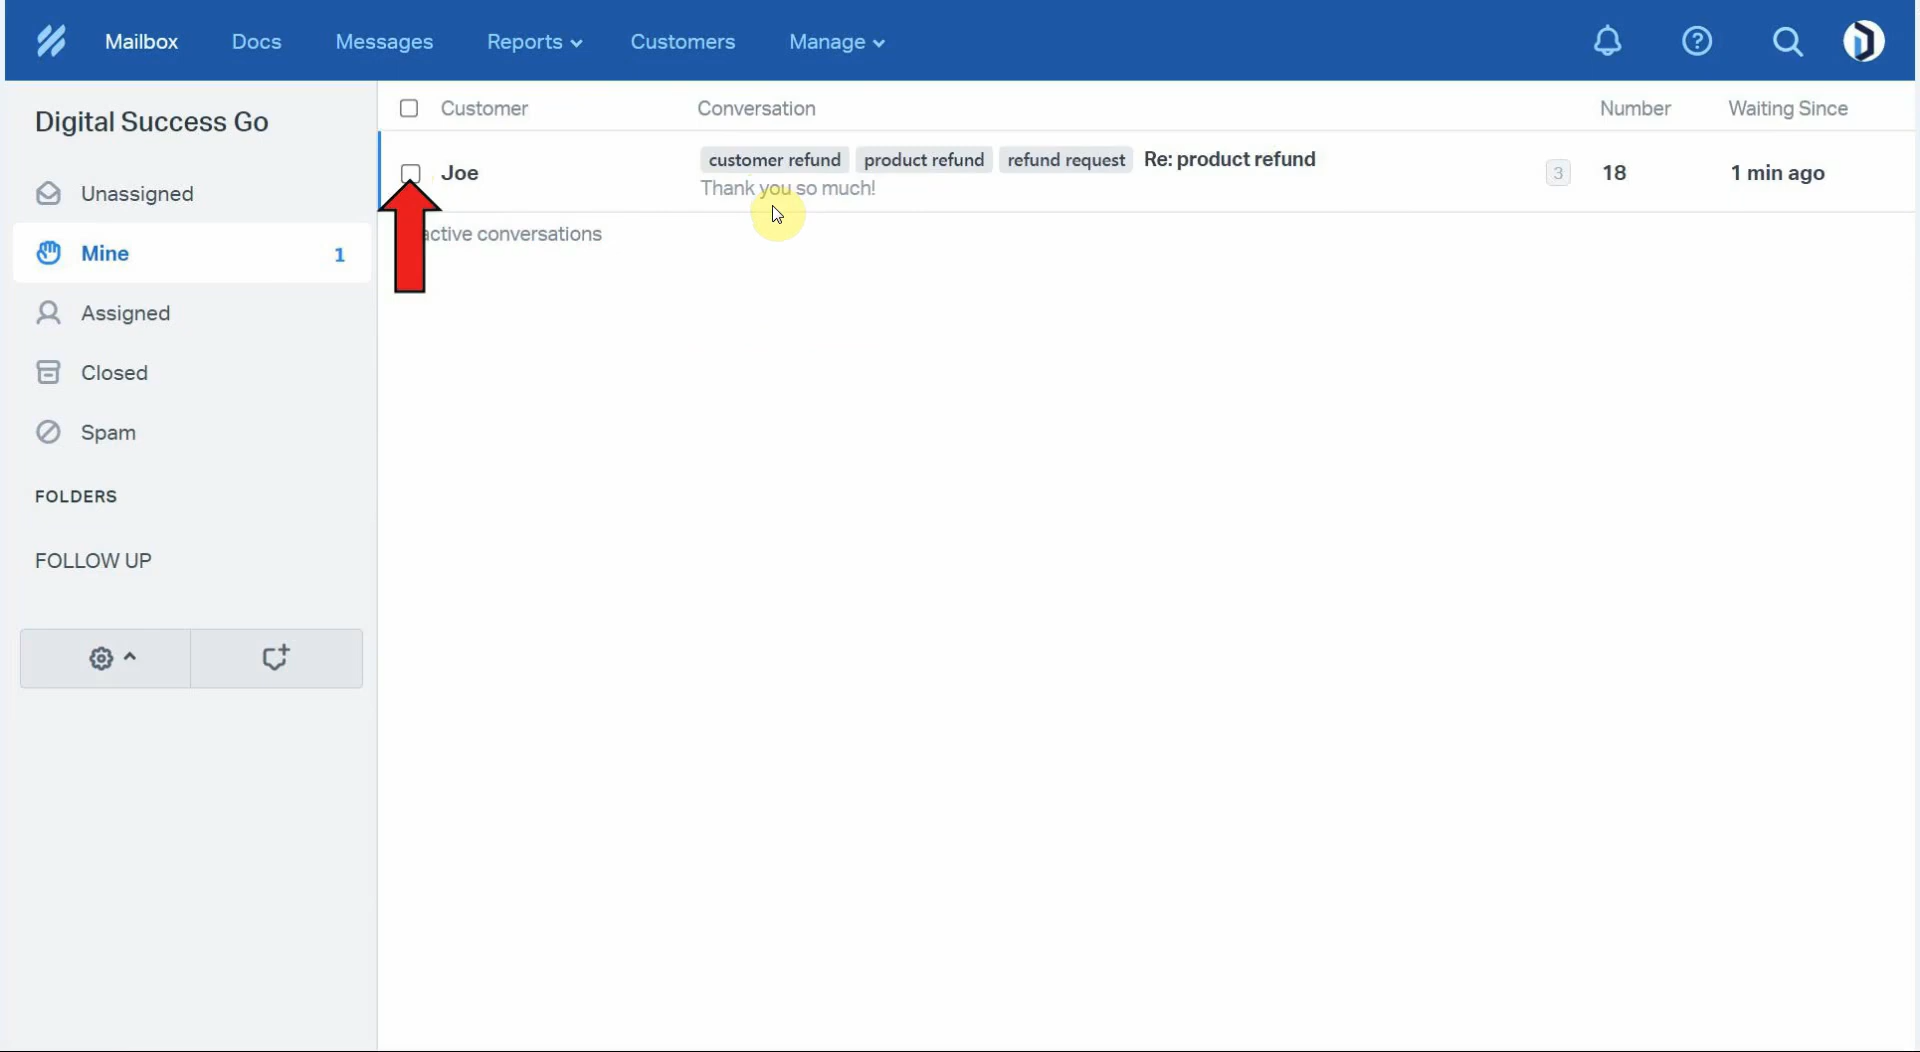 Mailbox Docs Messages Reports Customers Manage
Digital Success Go
Unassigned
Mine 1
Assigned
Closed
Spam
FOLDERS
FOLLOW UP
Customer Conversation Number Waiting Since
Joe customer refund product refund refund request Re: product refund 3 18 1 min ago
Thank you so much!
active conversations